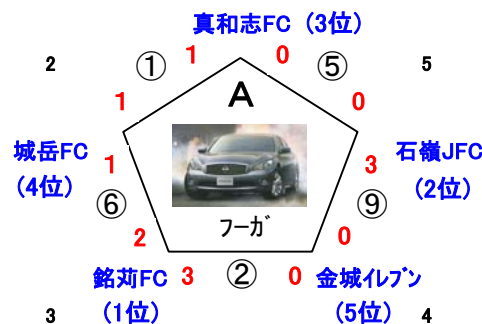 真和志FC（3位）
1 0
2 ① ⑤ 5
A
1 0
城岳FC 1 3 石嶺JFC
（4位） （2位）
⑥ ⑨
フーガ
2 0
銘苅FC 3 ② 0 金城イレブン
（1位） （5位）
3 4